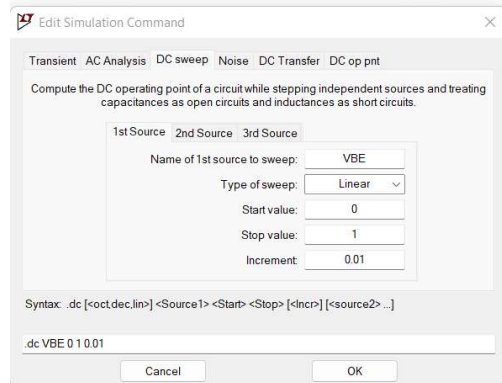 Edit Simulation Command
Transient AC Analysis DC sweep Noise DC Transfer DC op pnt
Compute the DC operating point of a circuit while stepping independent sources and treating
capacitances as open circuits and inductances as short circuits.
1st Source 2nd Source 3rd Source
Name of 1st source to sweep: VBE
Type of sweep: Linear
Start value: 0
Stop value: 1
Increment: 0.01
Syntax: .dc [<oct,dec,lin>] <Source1> <Start> <Stop> [<Incr>] [<source2> ...]
.dc VBE 0 1 0.01
Cancel OK